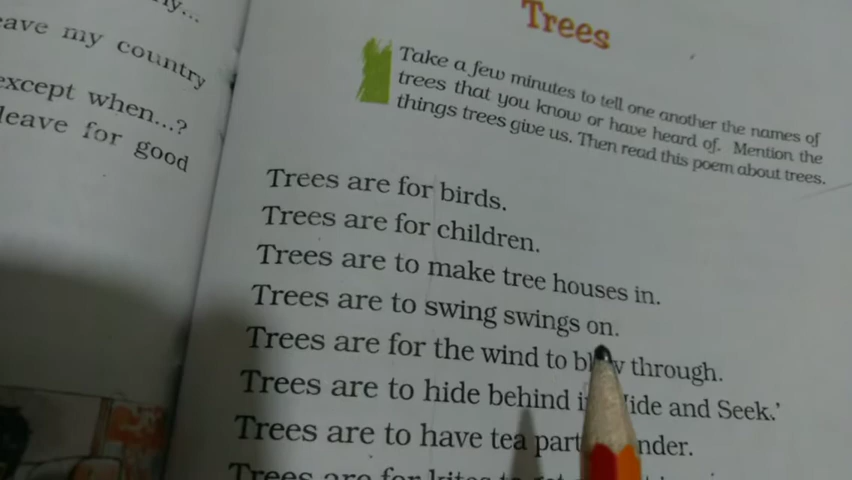 ny...
eave my country
except when...?
leave for good
Trees
Take a few minutes to tell one another the names of
trees that you know or have heard of. Mention the
things trees give us. Then read this poem about trees.
Trees are for birds.
Trees are for children.
Trees are to make tree houses in.
Trees are to swing swings on.
Trees are for the wind to blow through.
Trees are to hide behind in 'Hide and Seek.'
Trees are to have tea parties under.
Trees are for kites to get